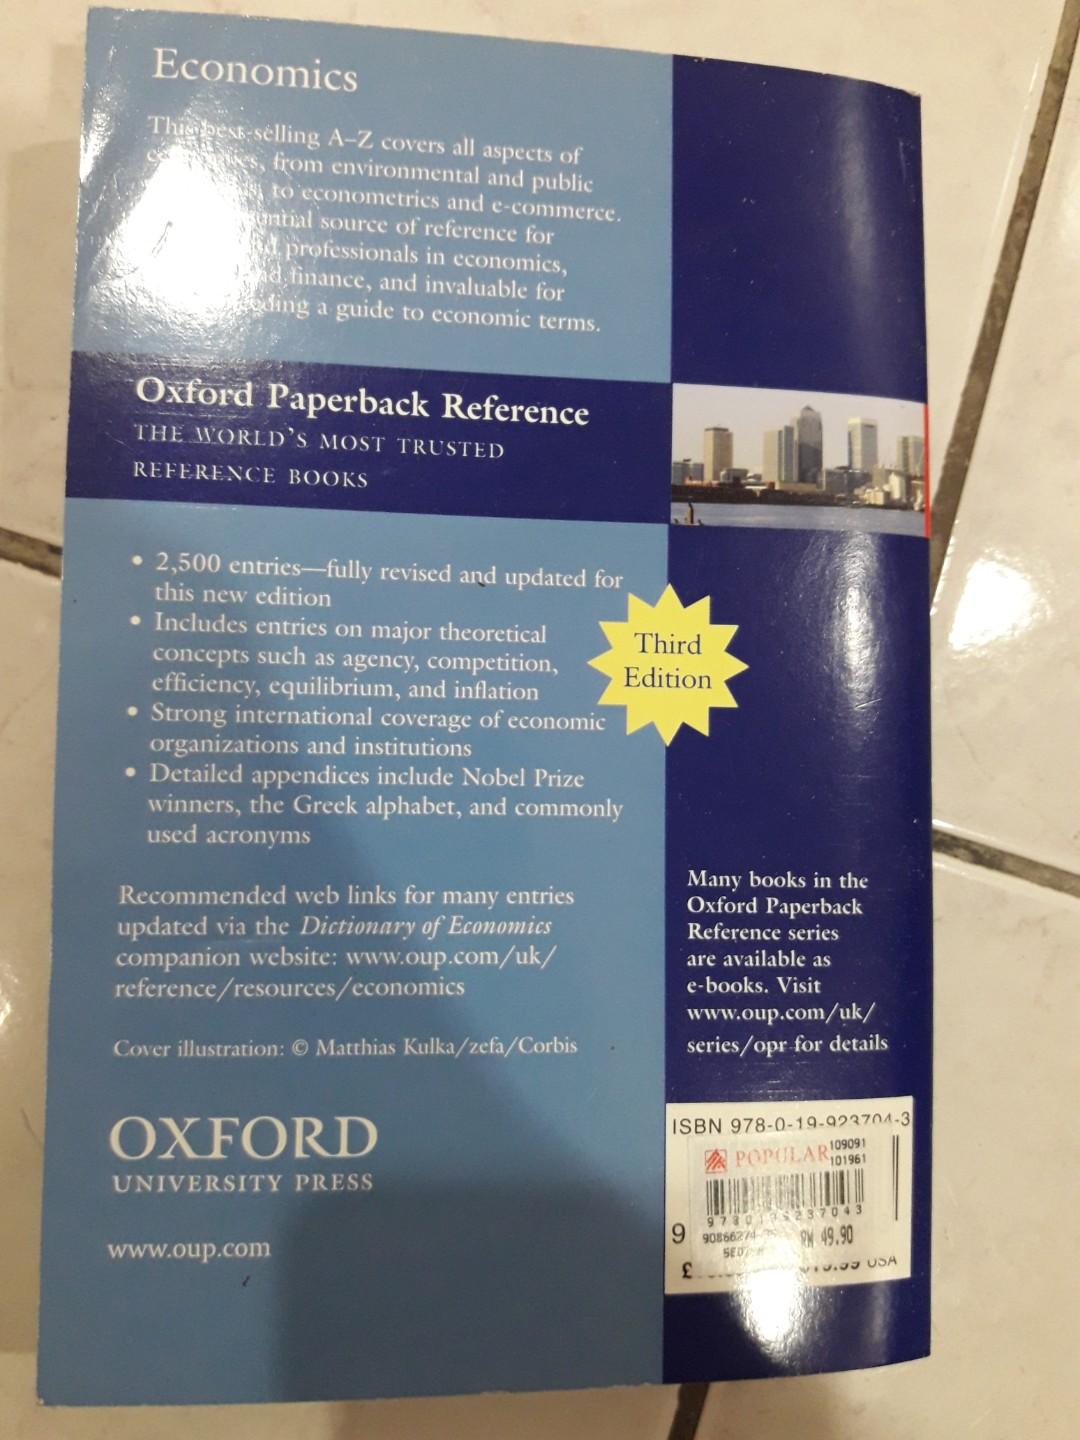 Economics
This best-selling A–Z covers all aspects of
from environmental and public
to econometrics and e-commerce.
source of reference for
professionals in economics,
finance, and invaluable for
a guide to economic terms.
Oxford Paperback Reference
THE WORLD'S MOST TRUSTED
REFERENCE BOOKS
• 2,500 entries—fully revised and updated for
this new edition
• Includes entries on major theoretical
concepts such as agency, competition,
efficiency, equilibrium, and inflation
• Strong international coverage of economic
organizations and institutions
• Detailed appendices include Nobel Prize
winners, the Greek alphabet, and commonly
used acronyms
Third
Edition
Recommended web links for many entries
updated via the Dictionary of Economics
companion website: www.oup.com/uk/
reference/resources/economics
Cover illustration: © Matthias Kulka/zefa/Corbis
OXFORD
UNIVERSITY PRESS
www.oup.com
Many books in the
Oxford Paperback
Reference series
are available as
e-books. Visit
www.oup.com/uk/
series/opr for details
ISBN 978-0-19-923704-3
POPULAR
109091
101961
9
RM 49.90
£
USA